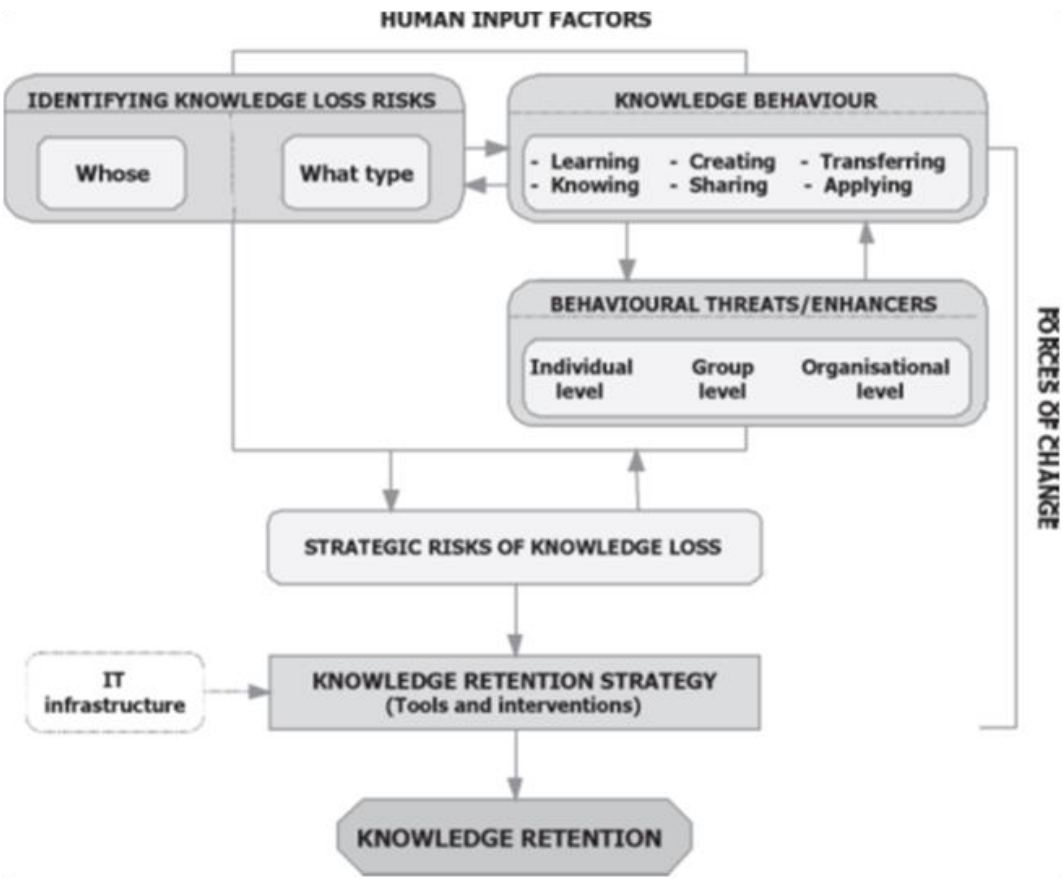 HUMAN INPUT FACTORS
IDENTIFYING KNOWLEDGE LOSS RISKS
Whose
What type
KNOWLEDGE BEHAVIOUR
- Learning - Creating - Transferring
- Knowing - Sharing - Applying
BEHAVIOURAL THREATS/ENHANCERS
Individual
level
Group
level
Organisational
level
FORCES OF CHANGE
STRATEGIC RISKS OF KNOWLEDGE LOSS
IT
infrastructure
KNOWLEDGE RETENTION STRATEGY
(Tools and interventions)
KNOWLEDGE RETENTION